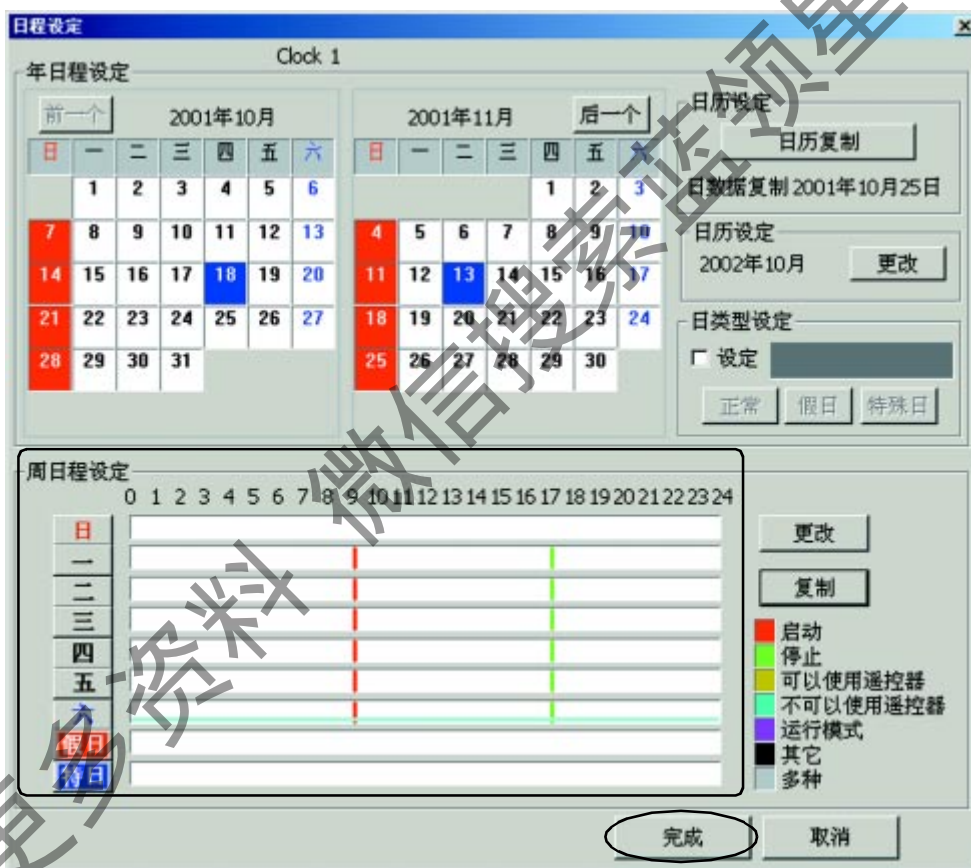 日程设定
Clock 1
年日程设定
前一个 2001年10月
日 一 二 三 四 五 六
1 2 3 4 5 6
7 8 9 10 11 12 13
14 15 16 17 18 19 20
21 22 23 24 25 26 27
28 29 30 31
2001年11月 后一个
日 一 二 三 四 五 六
1 2 3
4 5 6 7 8 9 10
11 12 13 14 15 16 17
18 19 20 21 22 23 24
25 26 27 28 29 30
日历设定
日历复制
日数据复制 2001年10月25日
日历设定
2002年10月 更改
日类型设定
设定
正常 假日 特殊日
周日程设定
0 1 2 3 4 5 6 7 8 9 10 11 12 13 14 15 16 17 18 19 20 21 22 23 24
日
一
二
三
四
五
六
假日
特日
更改
复制
启动
停止
可以使用遥控器
不可以使用遥控器
运行模式
其它
多种
完成 取消
更多资料 微信搜索蓝领星